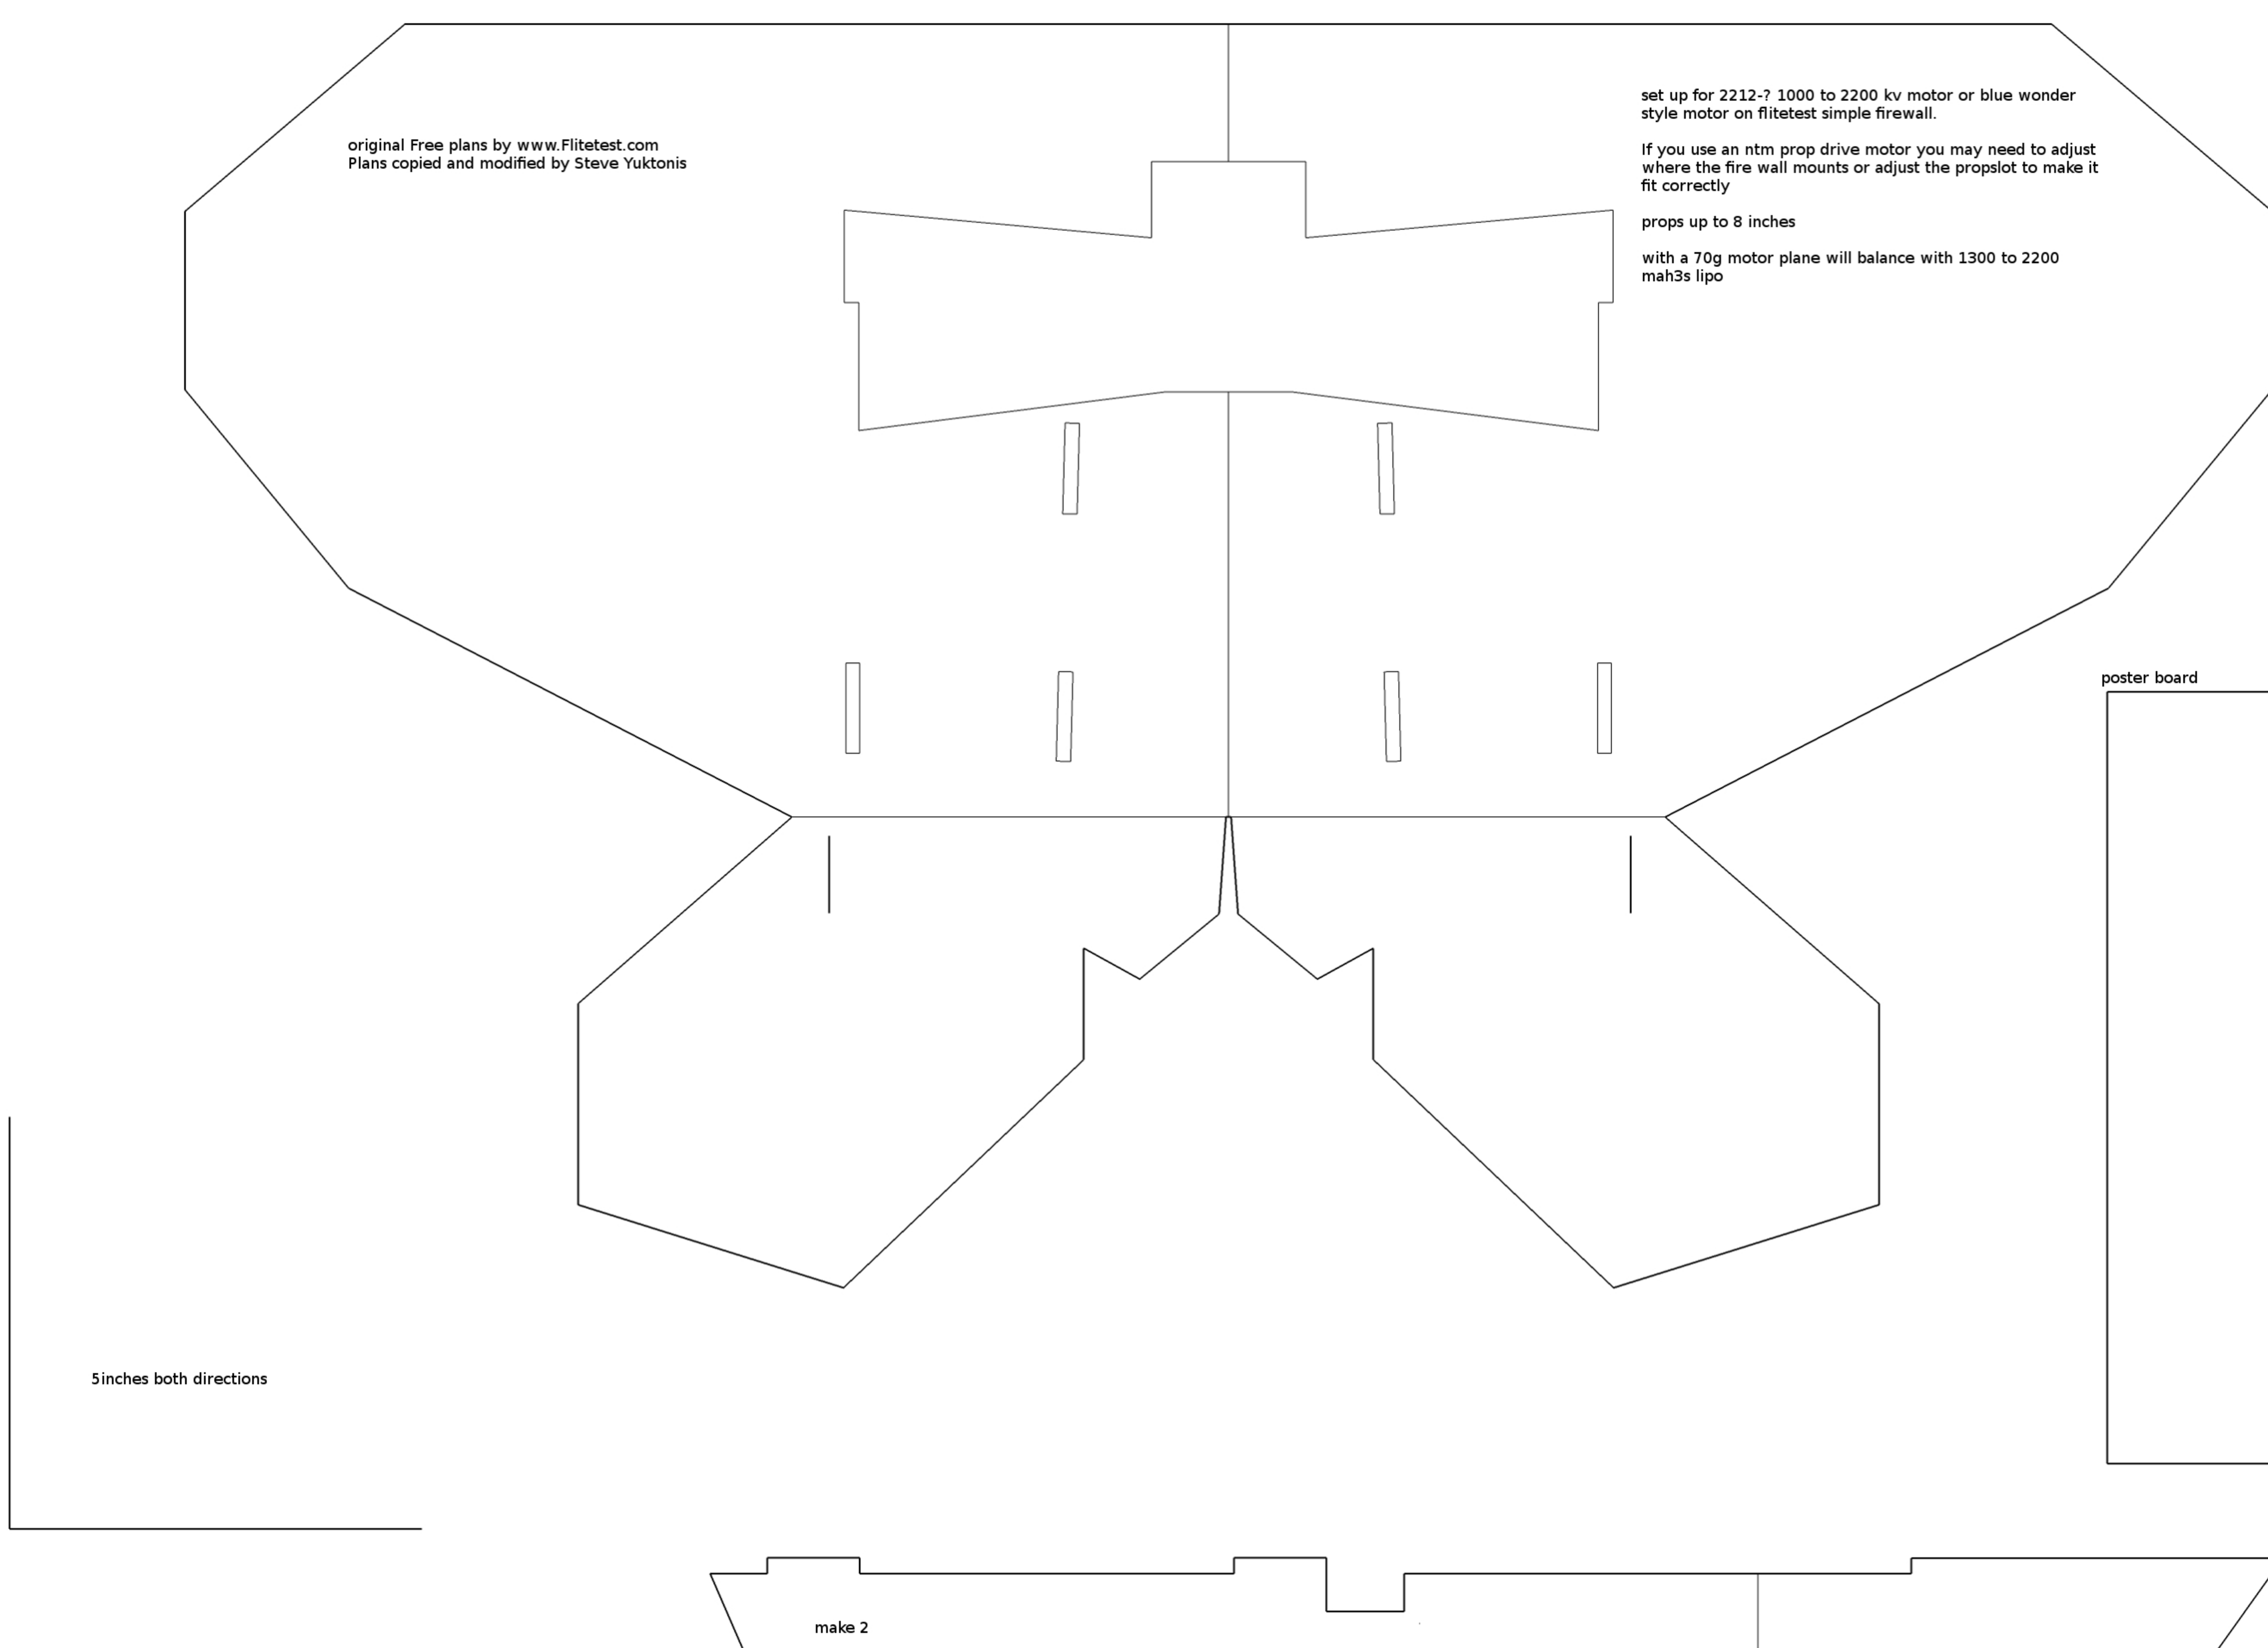 original Free plans by www.Flitetest.com
Plans copied and modified by Steve Yuktonis
set up for 2212-? 1000 to 2200 kv motor or blue wonder
style motor on flitetest simple firewall.
If you use an ntm prop drive motor you may need to adjust
where the fire wall mounts or adjust the propslot to make it
fit correctly
props up to 8 inches
with a 70g motor plane will balance with 1300 to 2200
mah3s lipo
poster board
5inches both directions
make 2